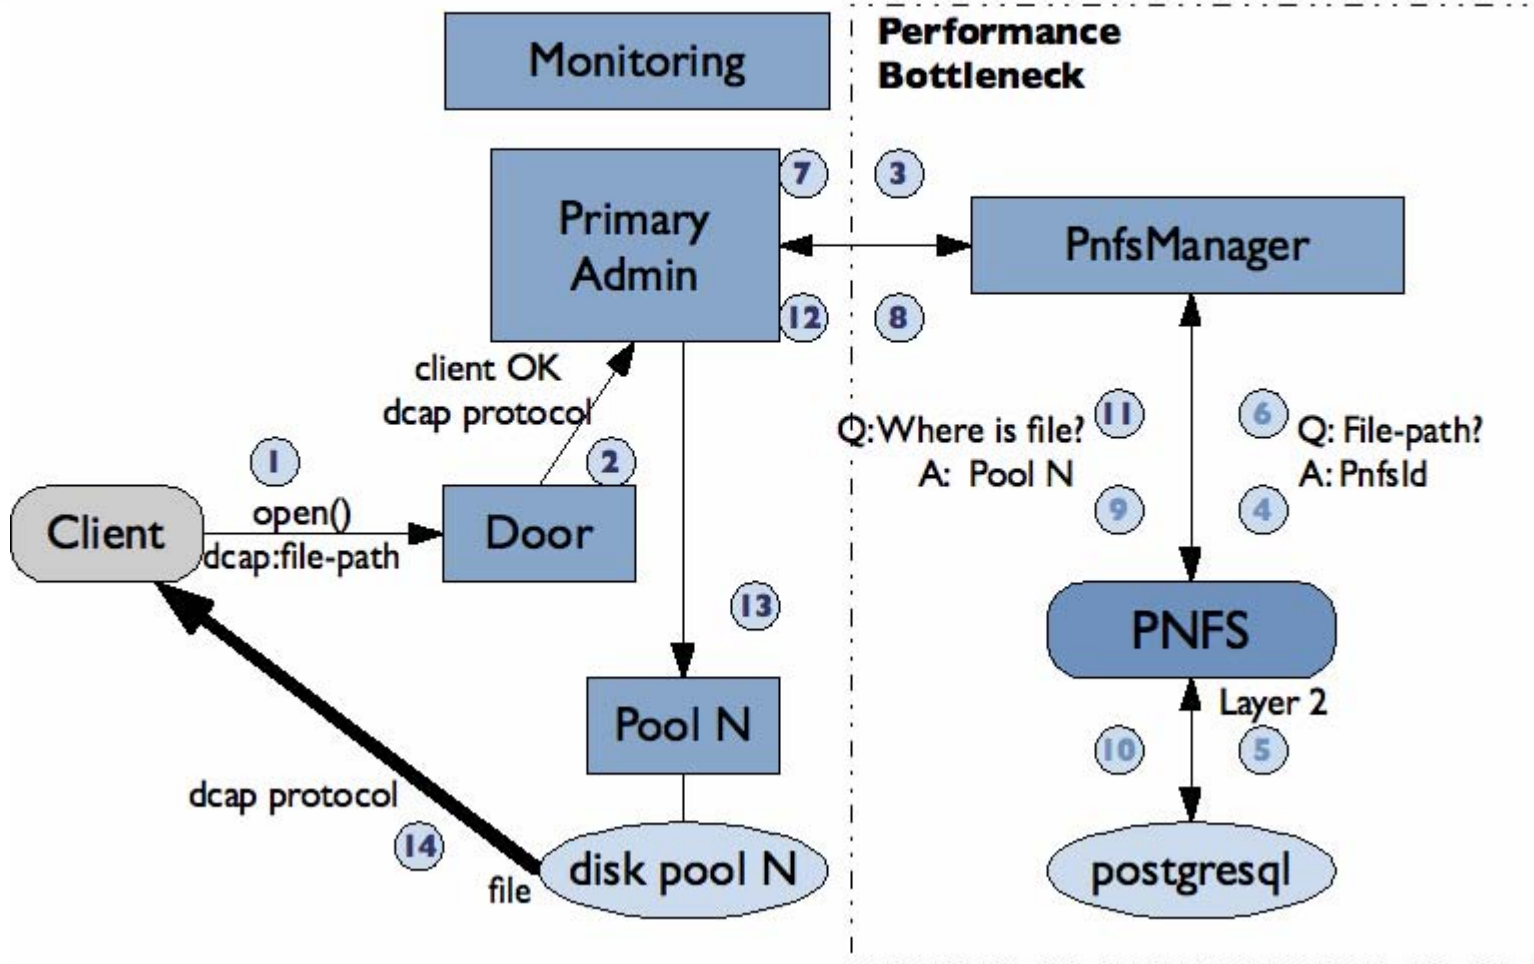 Monitoring
Performance
Bottleneck
7
3
Primary
Admin
PnfsManager
12
8
client OK
dcap protocol
11
6
Q:Where is file?
A: Pool N
Q: File-path?
A: PnfsId
1
2
9
4
Client
open()
dcap:file-path
Door
13
PNFS
Layer 2
Pool N
10
5
dcap protocol
14
file
disk pool N
postgresql